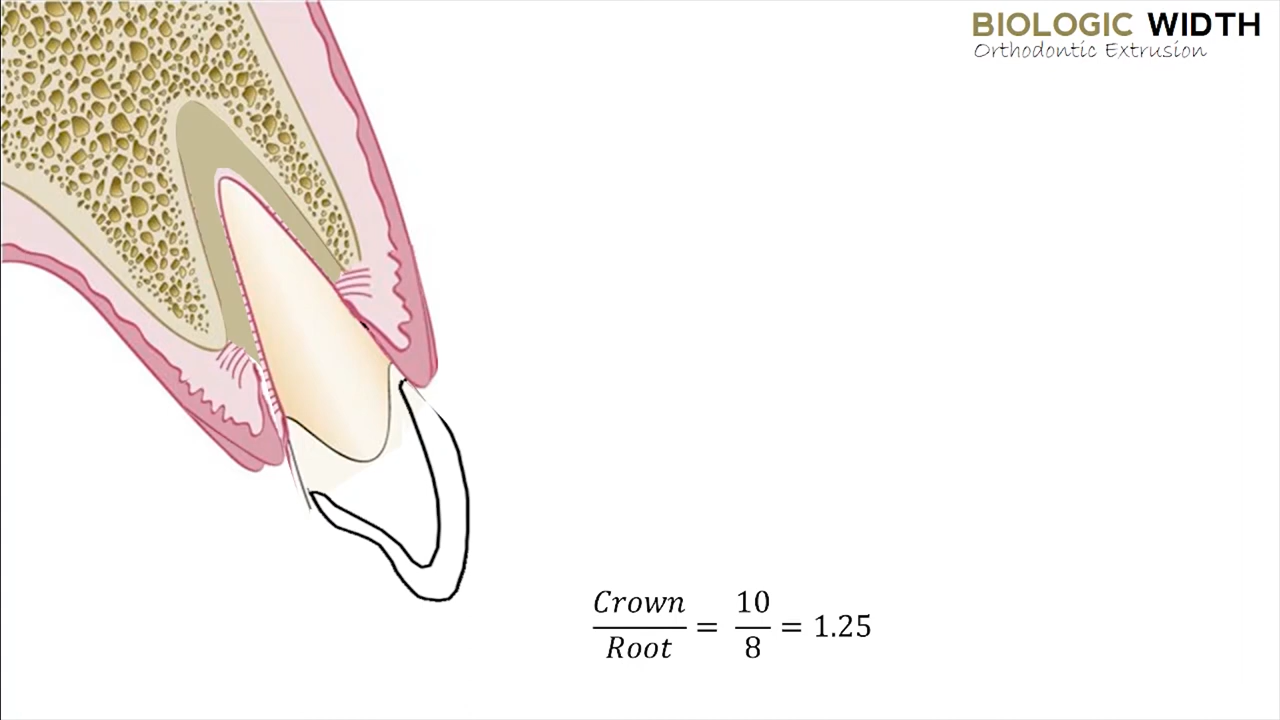 BIOLOGIC WIDTH
Orthodontic Extrusion
Crown/Root = 10/8 = 1.25